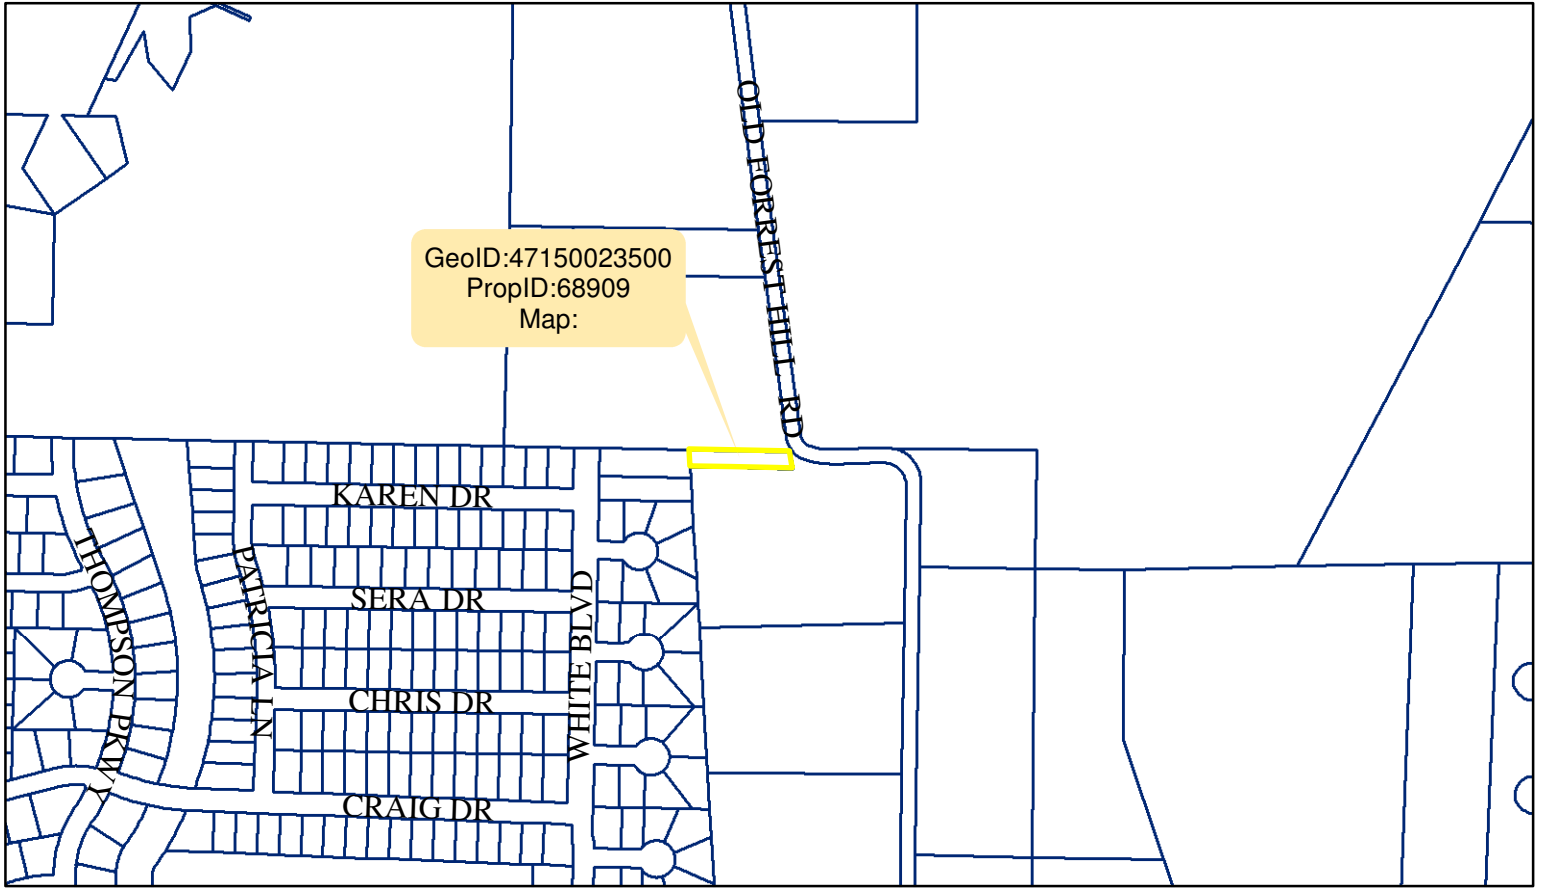 OLD FORREST HILL RD
GeoID:47150023500
PropID:68909
Map:
KAREN DR
THOMPSON PKWY
PATRICIA LN
SERA DR
WHITE BLVD
CHRIS DR
CRAIG DR